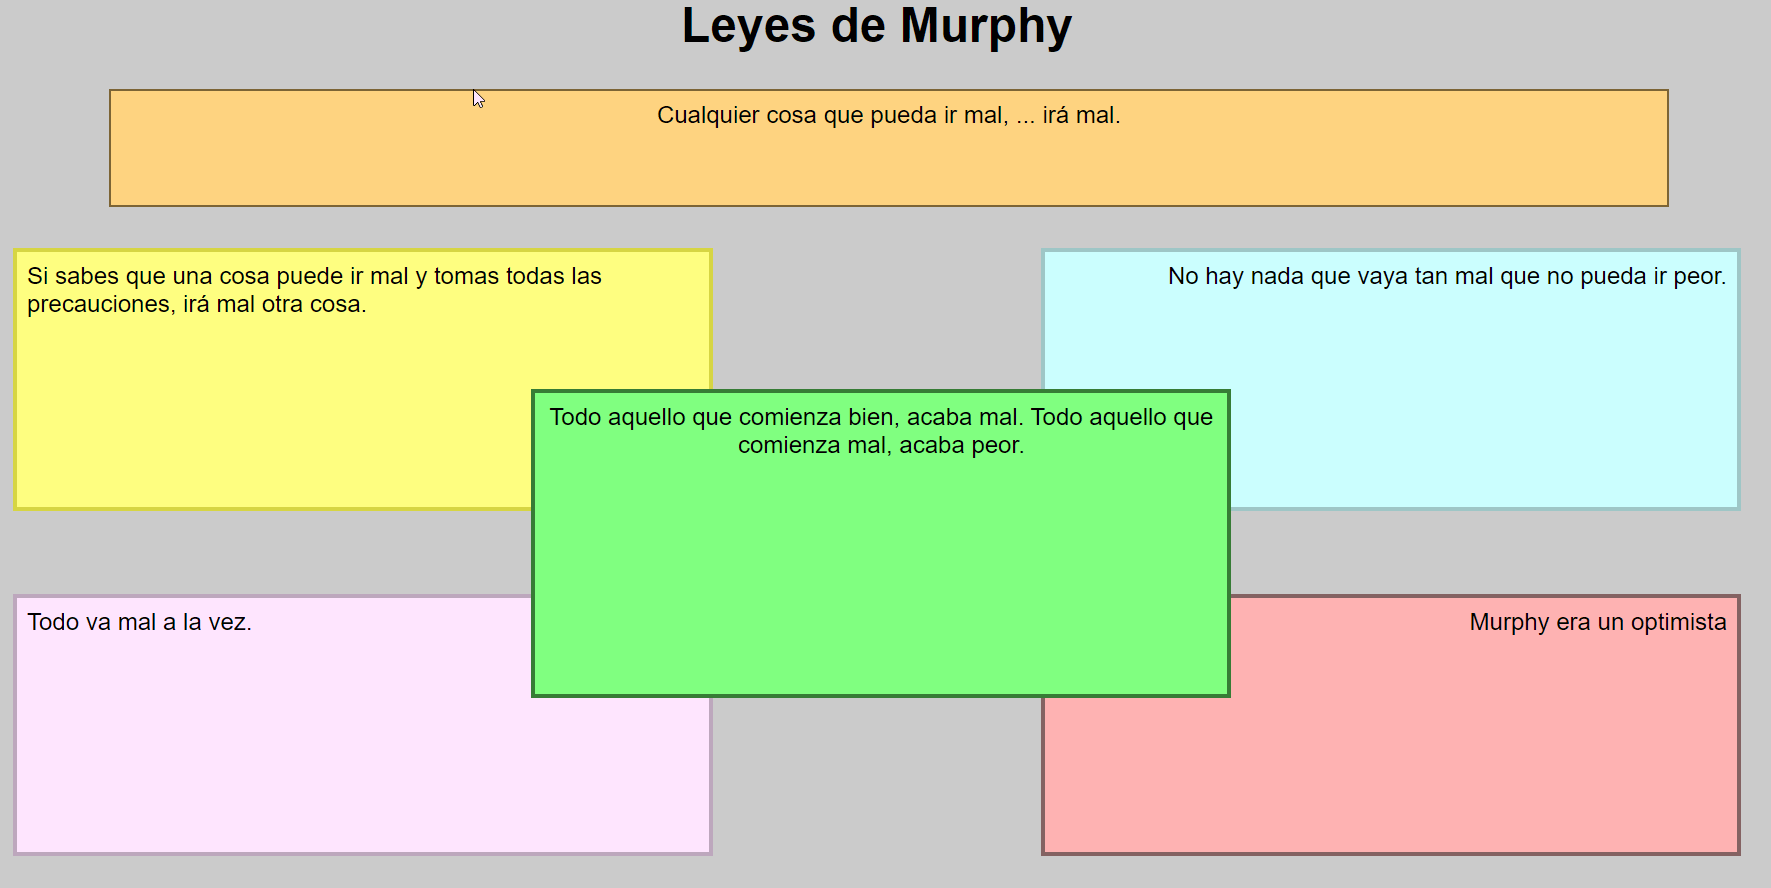 Leyes de Murphy
Cualquier cosa que pueda ir mal, ... irá mal.
Si sabes que una cosa puede ir mal y tomas todas las
precauciones, irá mal otra cosa.
No hay nada que vaya tan mal que no pueda ir peor.
Todo aquello que comienza bien, acaba mal. Todo aquello que
comienza mal, acaba peor.
Todo va mal a la vez.
Murphy era un optimista